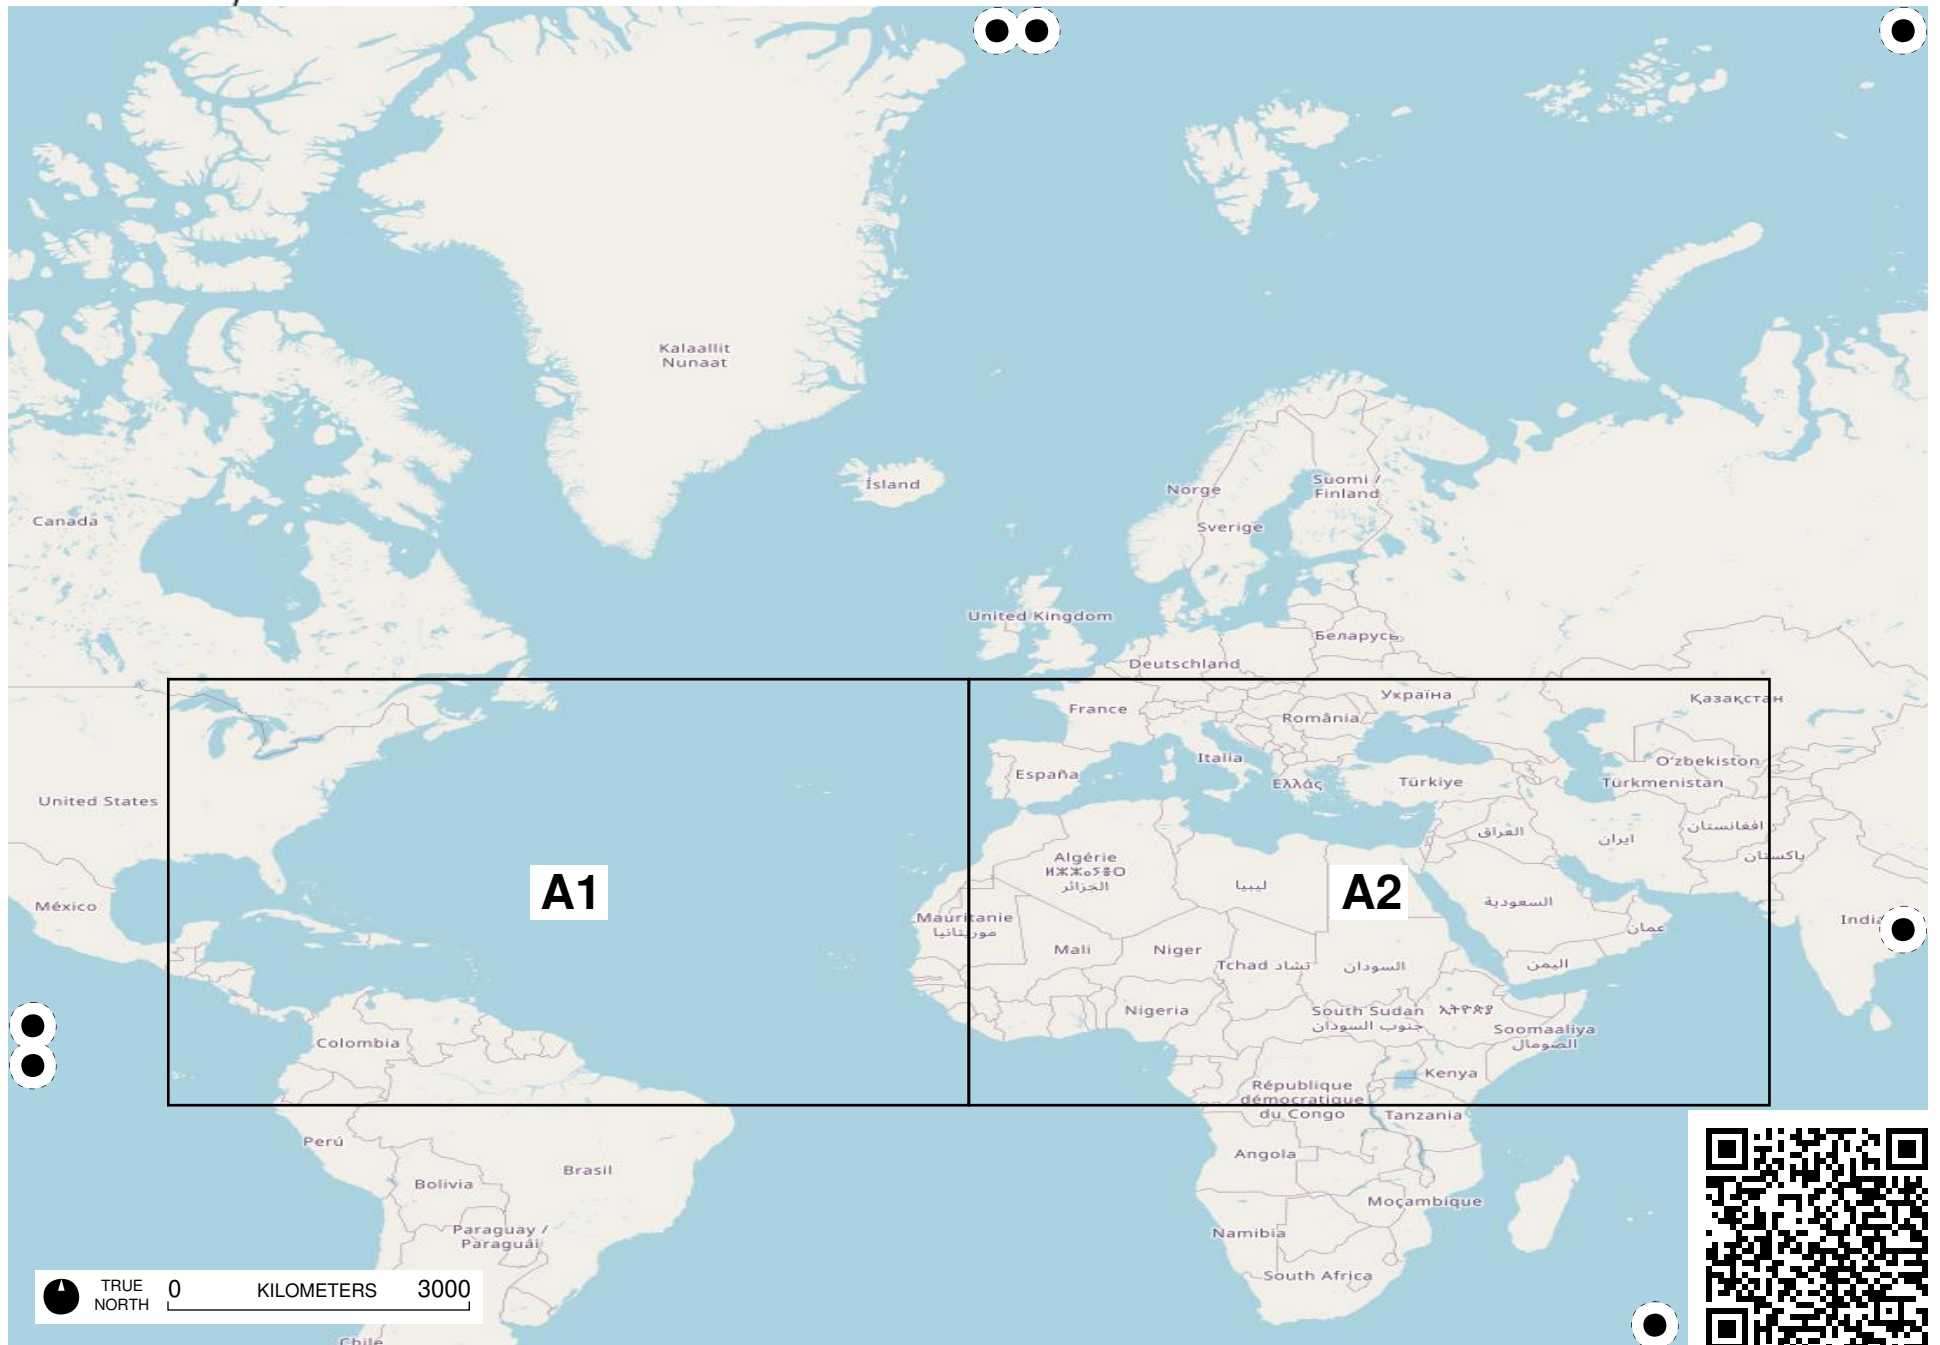 Kalaallit
Nunaat
Ísland
Norge
Suomi /
Finland
Sverige
Canada
United Kingdom
Беларусь
Deutschland
Україна
Қазақстан
France
România
Italia
O'zbekiston
España
Ελλάς
Türkiye
Türkmenistan
United States
العراق
ايران
افغانستان
پاکستان
Algérie
ⵍⵣⵣⴰⵢⴻⵔ
الجزائر
ليبيا
A1
A2
السعودية
México
Mauritanie
موريتانيا
India
عمان
Mali
Niger
Tchad تشاد
السودان
اليمن
Nigeria
South Sudan
جنوب السودان
ኢትዮጵያ
Soomaaliya
الصومال
Colombia
Kenya
République
démocratique
du Congo
Tanzania
Perú
Angola
Brasil
Bolivia
Moçambique
Paraguay /
Paraguái
Namibia
South Africa
TRUE
NORTH
0 KILOMETERS 3000
Chile